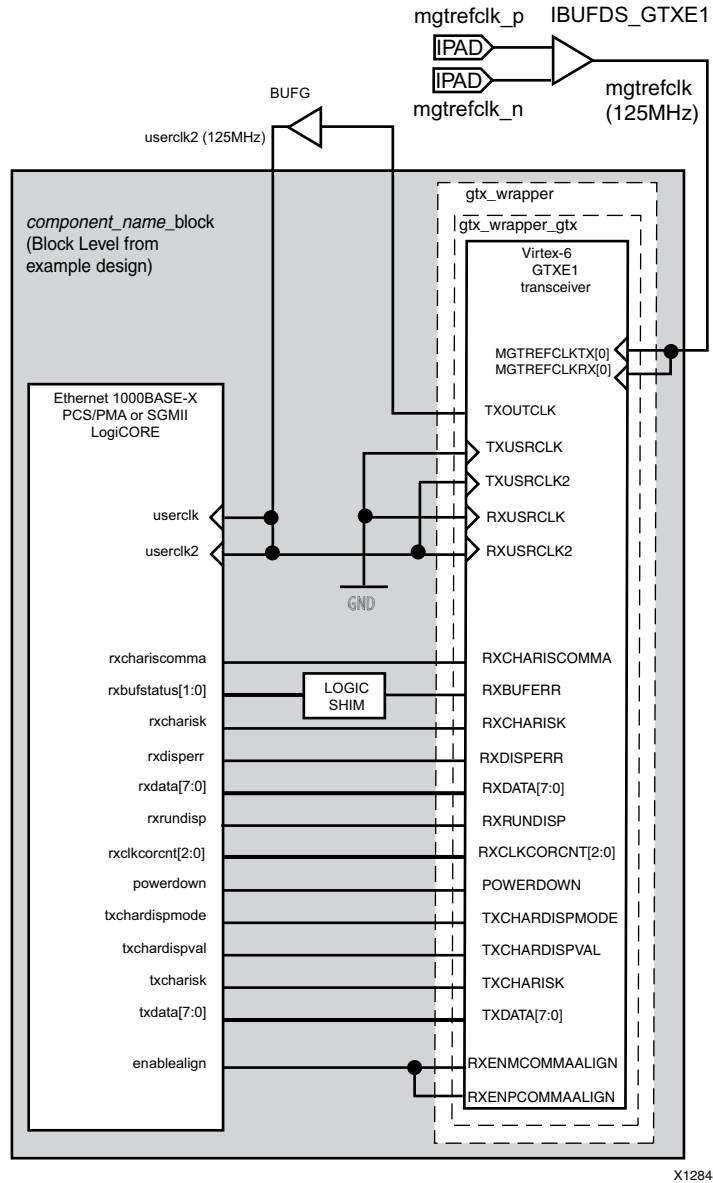 mgtrefclk_p
IBUFDS_GTXE1
IPAD
IPAD
mgtrefclk_n
mgtrefclk
(125MHz)
BUFG
userclk2 (125MHz)
component_name_block
(Block Level from
example design)
gtx_wrapper
gtx_wrapper_gtx
Virtex-6
GTXE1
transceiver
MGTREFCLKTX[0]
MGTREFCLKRX[0]
Ethernet 1000BASE-X
PCS/PMA or SGMII
LogiCORE
TXOUTCLK
TXUSRCLK
TXUSRCLK2
userclk
RXUSRCLK
userclk2
RXUSRCLK2
GND
rxchariscomma
RXCHARISCOMMA
rxbufstatus[1:0]
LOGIC
SHIM
RXBUFERR
rxcharisk
RXCHARISK
rxdisperr
RXDISPERR
rxdata[7:0]
RXDATA[7:0]
rxrundisp
RXRUNDISP
rxclkcorcnt[2:0]
RXCLKCORCNT[2:0]
powerdown
POWERDOWN
txchardispmode
TXCHARDISPMODE
txchardispval
TXCHARDISPVAL
txcharisk
TXCHARISK
txdata[7:0]
TXDATA[7:0]
enablealign
RXENMCOMMAALIGN
RXENPCOMMAALIGN
X1284